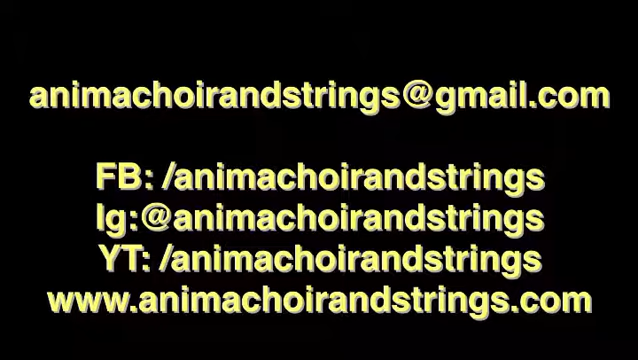 animachoirandstrings@gmail.com
FB: /animachoirandstrings
Ig:@animachoirandstrings
YT: /animachoirandstrings
www.animachoirandstrings.com